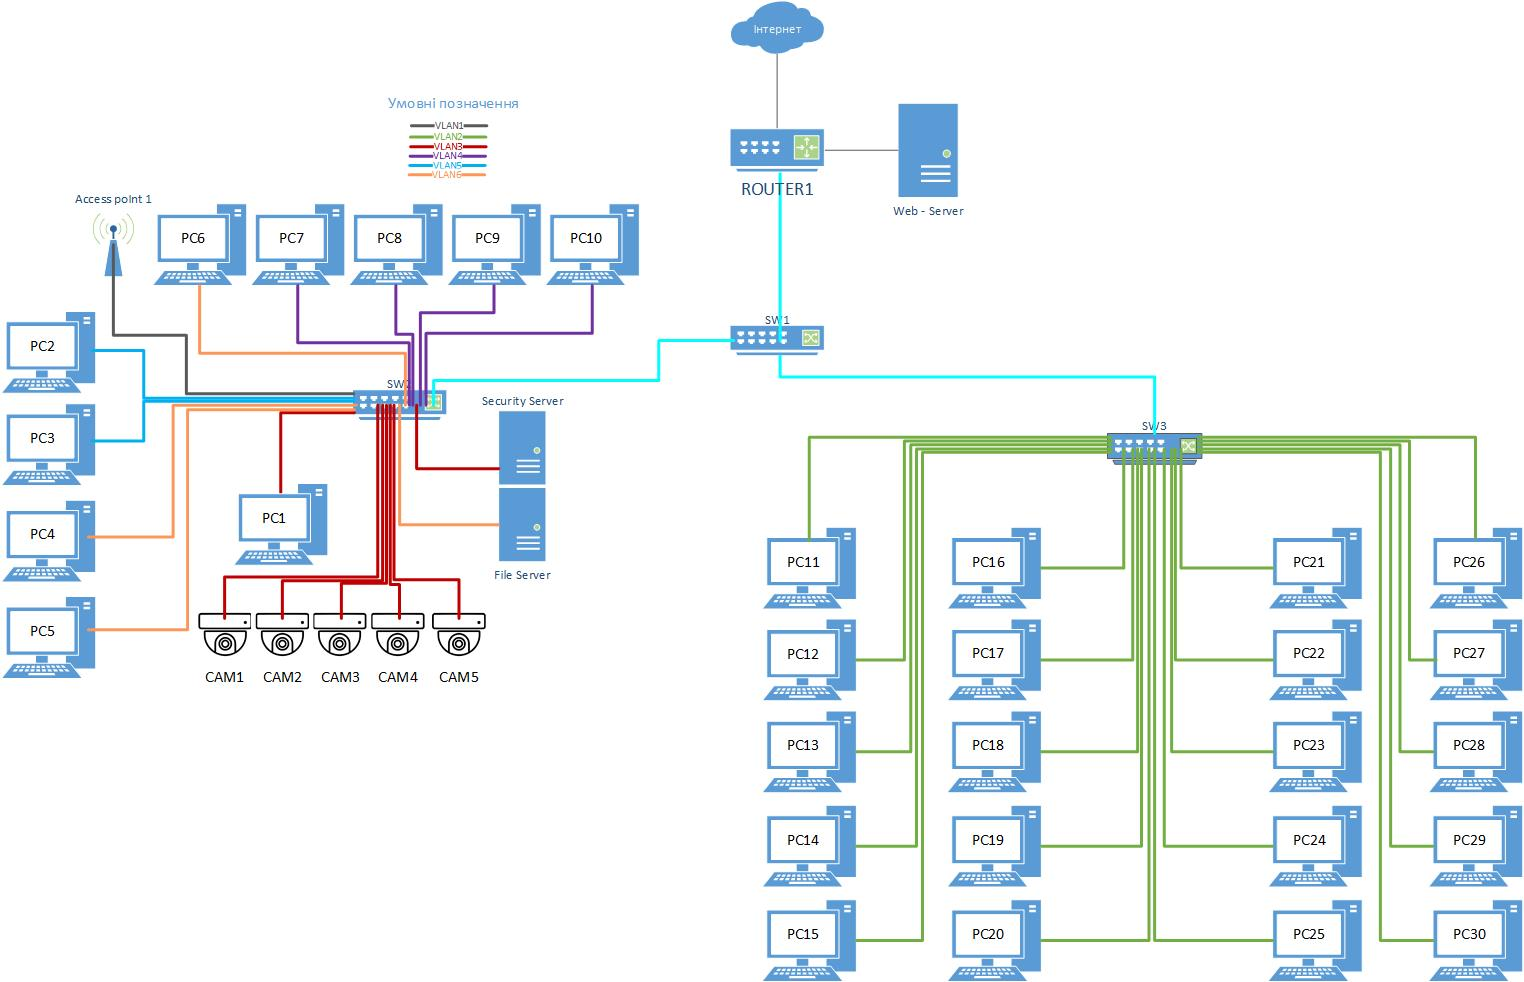 Інтернет
Умовні позначення
VLAN1
VLAN2
VLAN3
VLAN4
VLAN5
VLAN6
ROUTER1
Web - Server
Access point 1
PC6
PC7
PC8
PC9
PC10
SW1
PC2
PC3
PC4
PC5
SW2
Security Server
File Server
PC1
CAM1
CAM2
CAM3
CAM4
CAM5
SW3
PC11
PC16
PC21
PC26
PC12
PC17
PC22
PC27
PC13
PC18
PC23
PC28
PC14
PC19
PC24
PC29
PC15
PC20
PC25
PC30